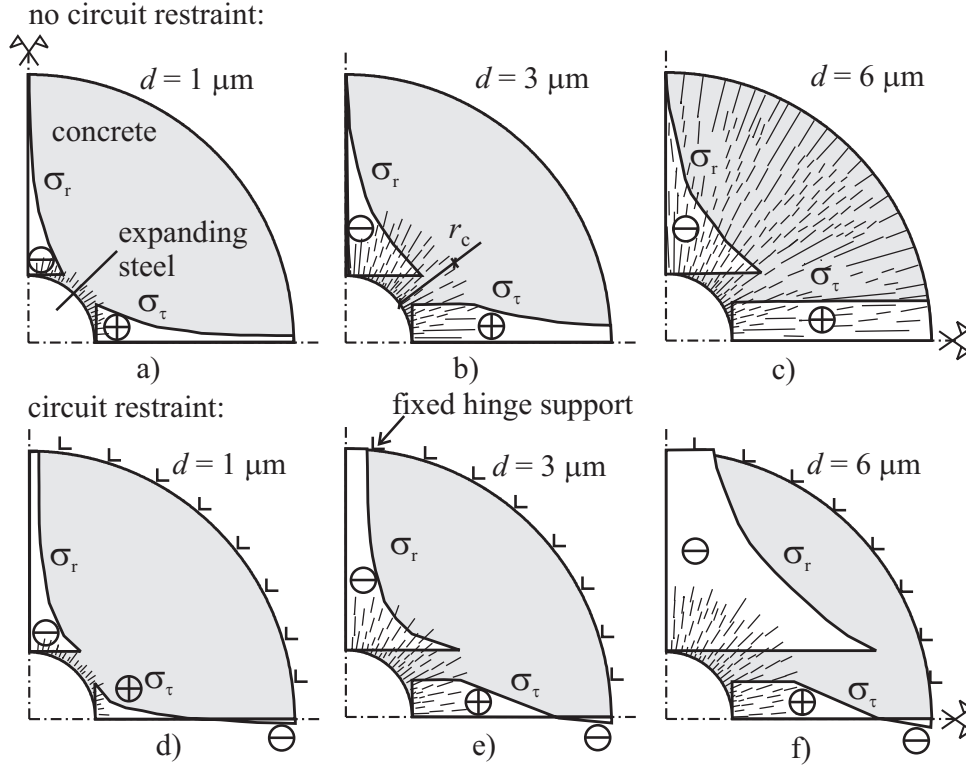 no circuit restraint:
d = 1 μm
d = 3 μm
d = 6 μm
concrete
σr
σr
σr
expanding
steel
rc
στ
στ
στ
⊖
⊖
⊖
⊕
⊕
⊕
a)
b)
c)
circuit restraint:
fixed hinge support
d = 1 μm
d = 3 μm
d = 6 μm
σr
σr
σr
⊖
⊖
⊖
στ
στ
στ
⊕
⊕
⊕
⊖
⊖
⊖
d)
e)
f)